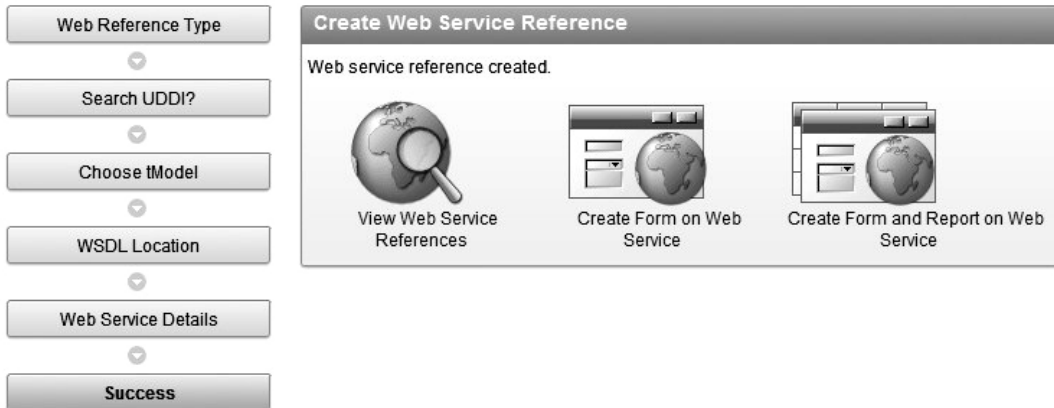 Web Reference Type
Search UDDI?
Choose tModel
WSDL Location
Web Service Details
Success
Create Web Service Reference
Web service reference created.
View Web Service
References
Create Form on Web
Service
Create Form and Report on Web
Service